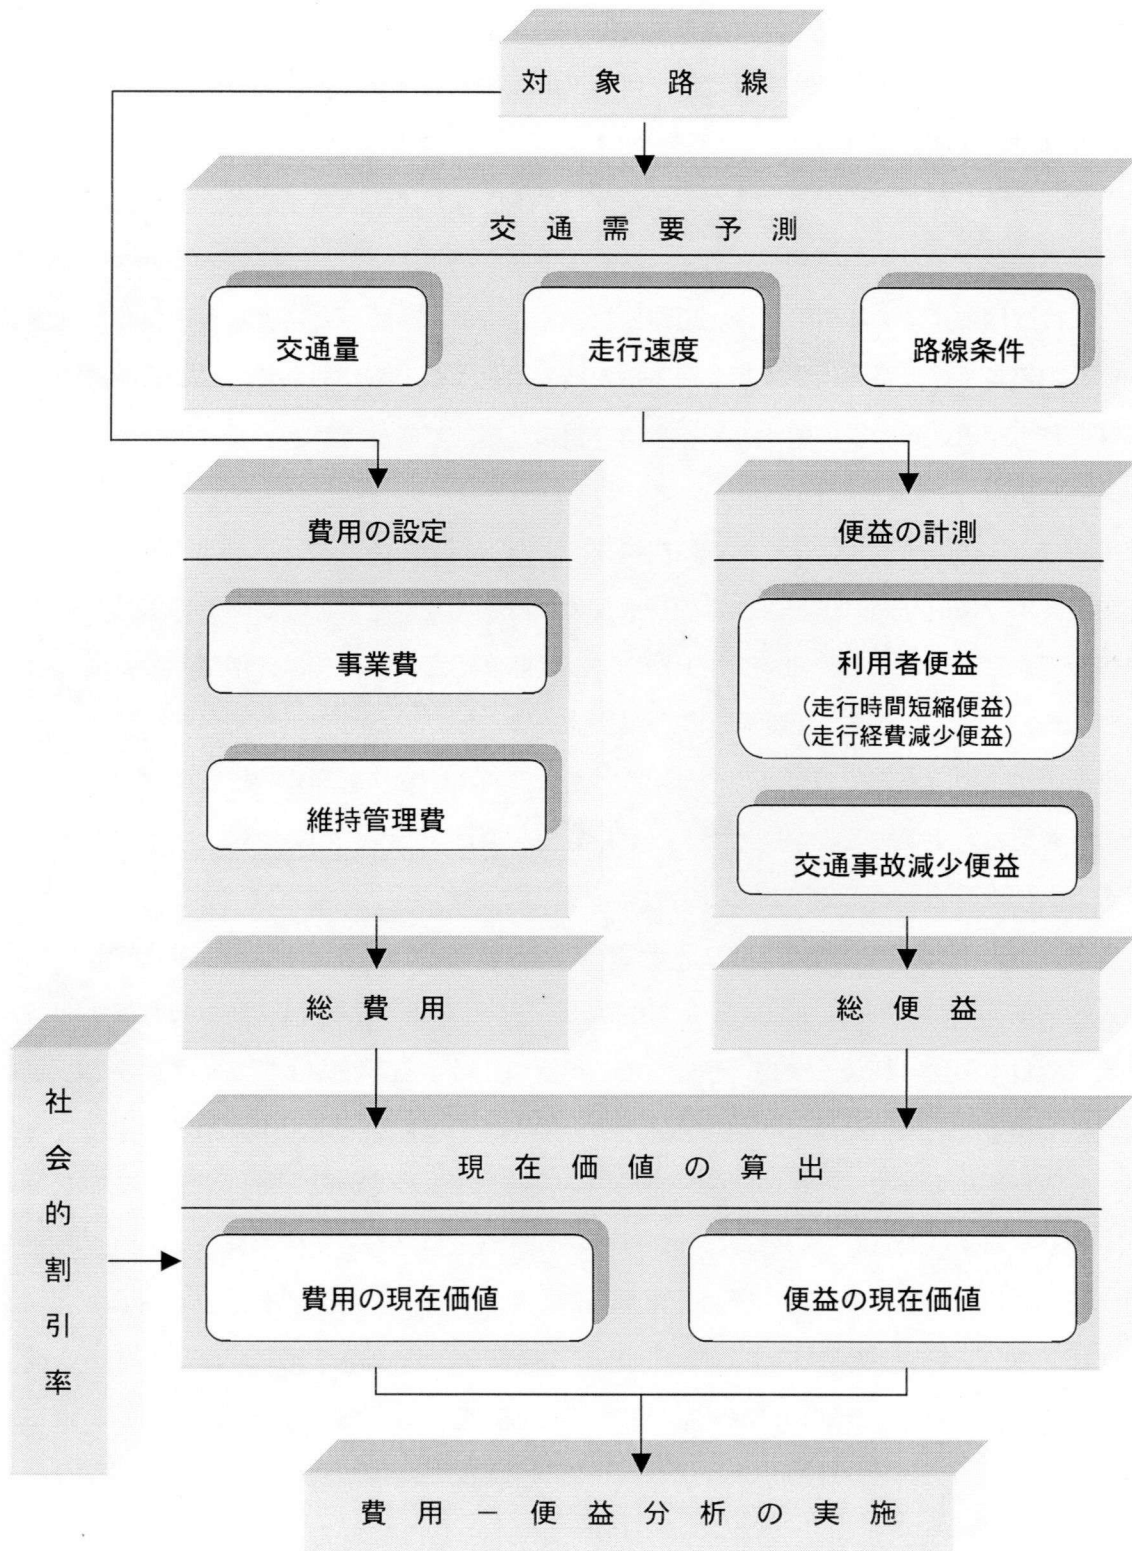 対象路線
交通需要予測
交通量
走行速度
路線条件
費用の設定
事業費
維持管理費
便益の計測
利用者便益
（走行時間短縮便益）
（走行経費減少便益）
交通事故減少便益
総費用
総便益
社会的割引率
現在価値の算出
費用の現在価値
便益の現在価値
費用－便益分析の実施